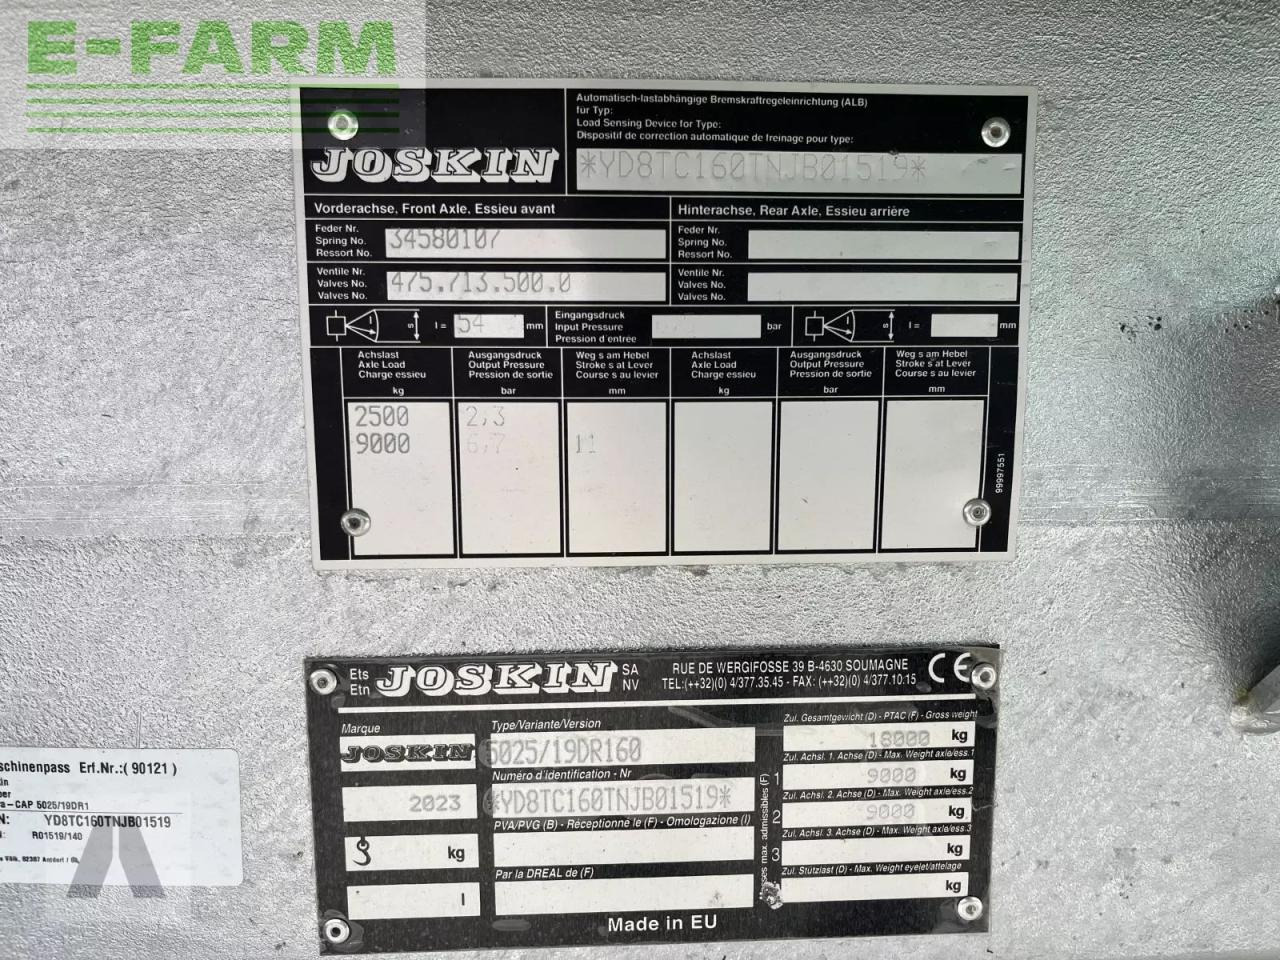 E-FARM
JOSKIN
Automatisch-lastabhängige Bremskraftregeleinrichtung (ALB)
für Typ:
Load Sensing Device for Type:
Dispositif de correction automatique de freinage pour type:
*YD8TC160TNJB01519*
Vorderachse, Front Axle, Essieu avant
Hinterachse, Rear Axle, Essieu arrière
Feder Nr.
Spring No.
Ressort No.
34580107
Feder Nr.
Spring No.
Ressort No.
Ventile Nr.
Valves No.
Valves No.
475.713.500.0
Ventile Nr.
Valves No.
Valves No.
s
l = 54 mm
Eingangsdruck
Input Pressure
Pression d'entrée
bar
s
l = mm
Achslast
Axle Load
Charge essieu
kg
Ausgangsdruck
Output Pressure
Pression de sortie
bar
Weg s am Hebel
Stroke s at Lever
Course s au levier
mm
Achslast
Axle Load
Charge essieu
kg
Ausgangsdruck
Output Pressure
Pression de sortie
bar
Weg s am Hebel
Stroke s at Lever
Course s au levier
mm
2500 2,3
9000 6,7 11
99997551
Ets
Etn
JOSKIN SA
NV
RUE DE WERGIFOSSE 39 B-4630 SOUMAGNE
TEL:(++32)(0) 4/377.35.45 - FAX: (++32)(0) 4/377.10.15
CE
Marque
JOSKIN
2023
kg
l
Type/Variante/Version
5025/19DR160
Numéro d'identification - Nr
*YD8TC160TNJB01519*
PVA/PVG (B) - Réceptionné le (F) - Omologazione (I)
Par la DREAL de (F)
Made in EU
max. admissibles (F)
Zul. Gesamtgewicht (D) - PTAC (F) - Gross weight
18000 kg
Zul. Achsl. 1. Achse (D) - Max. Weight axle/ess.1
1 9000 kg
Zul. Achsl. 2. Achse (D) - Max. Weight axle/ess.2
2 9000 kg
Zul. Achsl. 3. Achse (D) - Max. Weight axle/ess.3
3 kg
Zul. Stützlast (D) - Max. Weight eyelet/attelage
kg
schinenpass Erf.Nr.:( 90121 )
a-CAP 5025/19DR1
N: YD8TC160TNJB01519
R01519/140